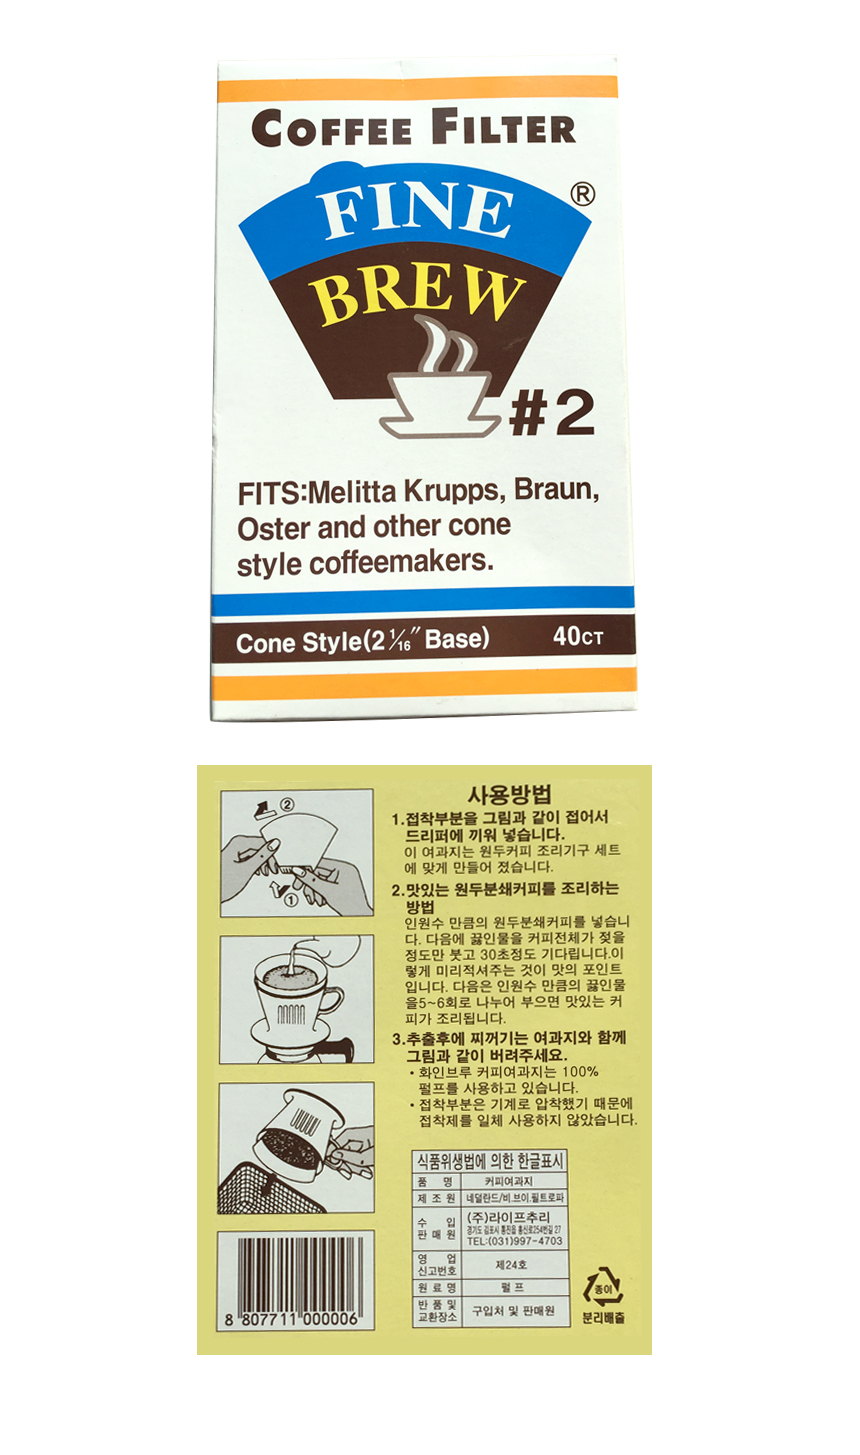 COFFEE FILTER
FINE
BREW
®
#2
FITS:Melitta Krupps, Braun,
Oster and other cone
style coffeemakers.
Cone Style(2 1/16″ Base) 40CT
사용방법
1.접착부분을 그림과 같이 접어서
드리퍼에 끼워 넣습니다.
이 여과지는 원두커피 조리기구 세트
에 맞게 만들어 졌습니다.
2.맛있는 원두분쇄커피를 조리하는
방법
인원수 만큼의 원두분쇄커피를 넣습니
다. 다음에 끓인물을 커피전체가 젖을
정도만 붓고 30초정도 기다립니다.이
렇게 미리적셔주는 것이 맛의 포인트
입니다. 다음은 인원수 만큼의 끓인물
을5~6회로 나누어 부으면 맛있는 커
피가 조리됩니다.
3.추출후에 찌꺼기는 여과지와 함께
그림과 같이 버려주세요.
• 화인브루 커피여과지는 100%
펄프를 사용하고 있습니다.
• 접착부분은 기계로 압착했기 때문에
접착제를 일체 사용하지 않았습니다.
②
①
식품위생법에 의한 한글표시
품 명 커피여과지
제 조 원 네덜란드/비.브이.필트로파
수 입
판 매 원
(주)라이프추리
경기도 김포시 통진읍 흥신로254번길 27
TEL:(031)997-4703
영 업
신고번호
제24호
원 료 명 펄 프
반 품 및
교환장소
구입처 및 판매원
종이
분리배출
8 807711 000006